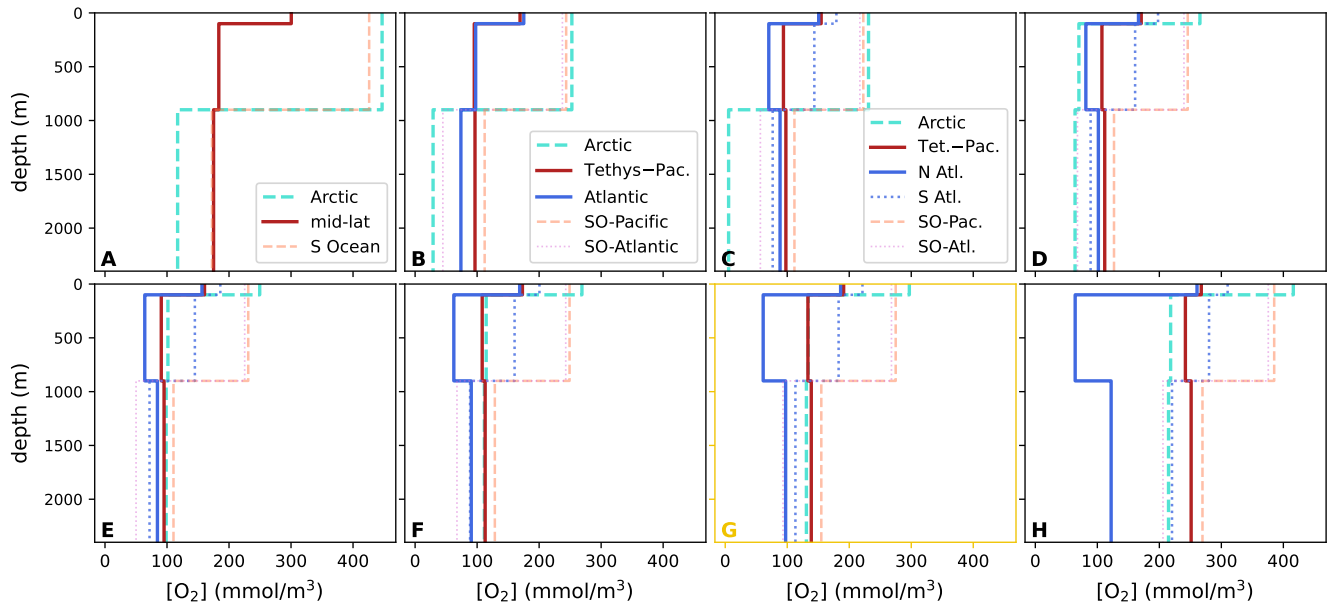 0
500
1000
1500
2000
depth (m)
Arctic
mid-lat
S Ocean
A
Arctic
Tethys−Pac.
Atlantic
SO-Pacific
SO-Atlantic
B
Arctic
Tet.−Pac.
N Atl.
S Atl.
SO-Pac.
SO-Atl.
C
D
0
500
1000
1500
2000
depth (m)
E
F
G
H
0 100 200 300 400
0 100 200 300 400
0 100 200 300 400
0 100 200 300 400
[O₂] (mmol/m³)
[O₂] (mmol/m³)
[O₂] (mmol/m³)
[O₂] (mmol/m³)